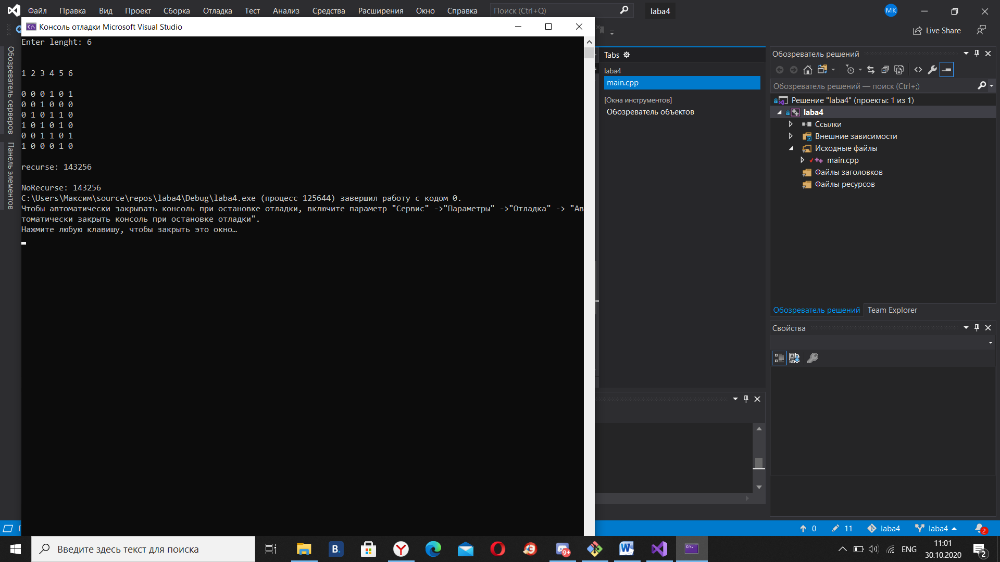 Файл Правка Вид Проект Сборка Отладка Тест Анализ Средства Расширения Окно Справка Поиск (Ctrl+Q) laba4 MK
Live Share
Консоль отладки Microsoft Visual Studio
Обозреватель серверов
Панель элементов
Enter lenght: 6
1 2 3 4 5 6
0 0 0 1 0 1
0 0 1 0 0 0
0 1 0 1 1 0
1 0 1 0 1 0
0 0 1 1 0 1
1 0 0 0 1 0
recurse: 143256
NoRecurse: 143256
C:\Users\Максим\source\repos\laba4\Debug\laba4.exe (процесс 125644) завершил работу с кодом 0.
Чтобы автоматически закрывать консоль при остановке отладки, включите параметр "Сервис" ->"Параметры" ->"Отладка" -> "Ав
томатически закрыть консоль при остановке отладки".
Нажмите любую клавишу, чтобы закрыть это окно…
Tabs
laba4
main.cpp
[Окна инструментов]
Обозреватель объектов
Обозреватель решений
Обозреватель решений — поиск (Ctrl+;)
Решение "laba4" (проекты: 1 из 1)
laba4
Ссылки
Внешние зависимости
Исходные файлы
main.cpp
Файлы заголовков
Файлы ресурсов
Обозреватель решений Team Explorer
Свойства
0 11 laba4 laba4 2
Введите здесь текст для поиска
B.
9+
ENG
11:01
30.10.2020
2